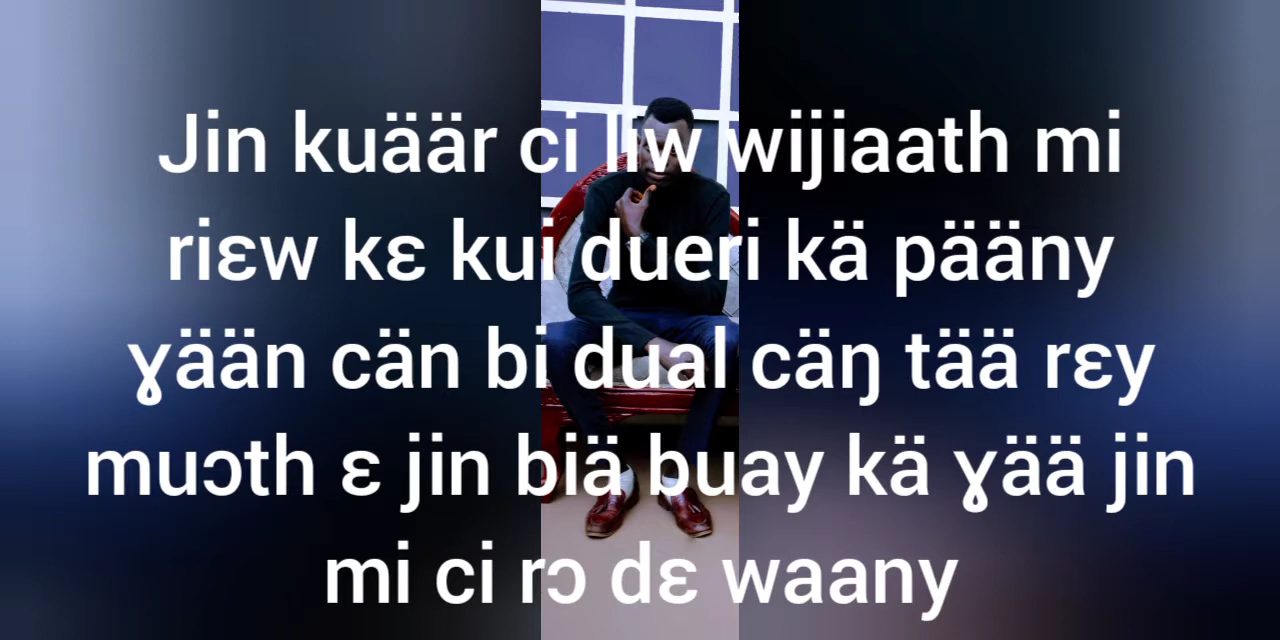 Jin kuäär ci lıw wijiaath mi
riɛw kɛ kui dueri kä pääny
ɣään cän bi dual cäŋ tää rɛy
muɔth ɛ jin biä buay kä ɣää jin
mi ci rɔ dɛ waany